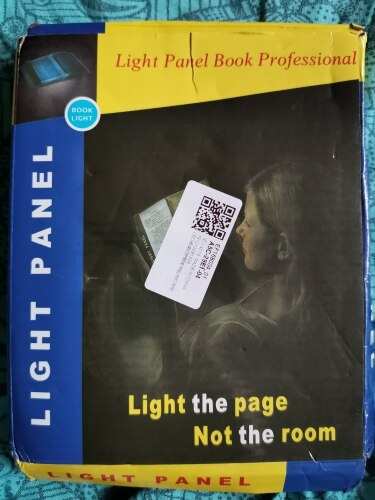 Light Panel Book Professional
BOOK
LIGHT
LIGHT PANEL
Light the page
Not the room
LIGHT PANEL